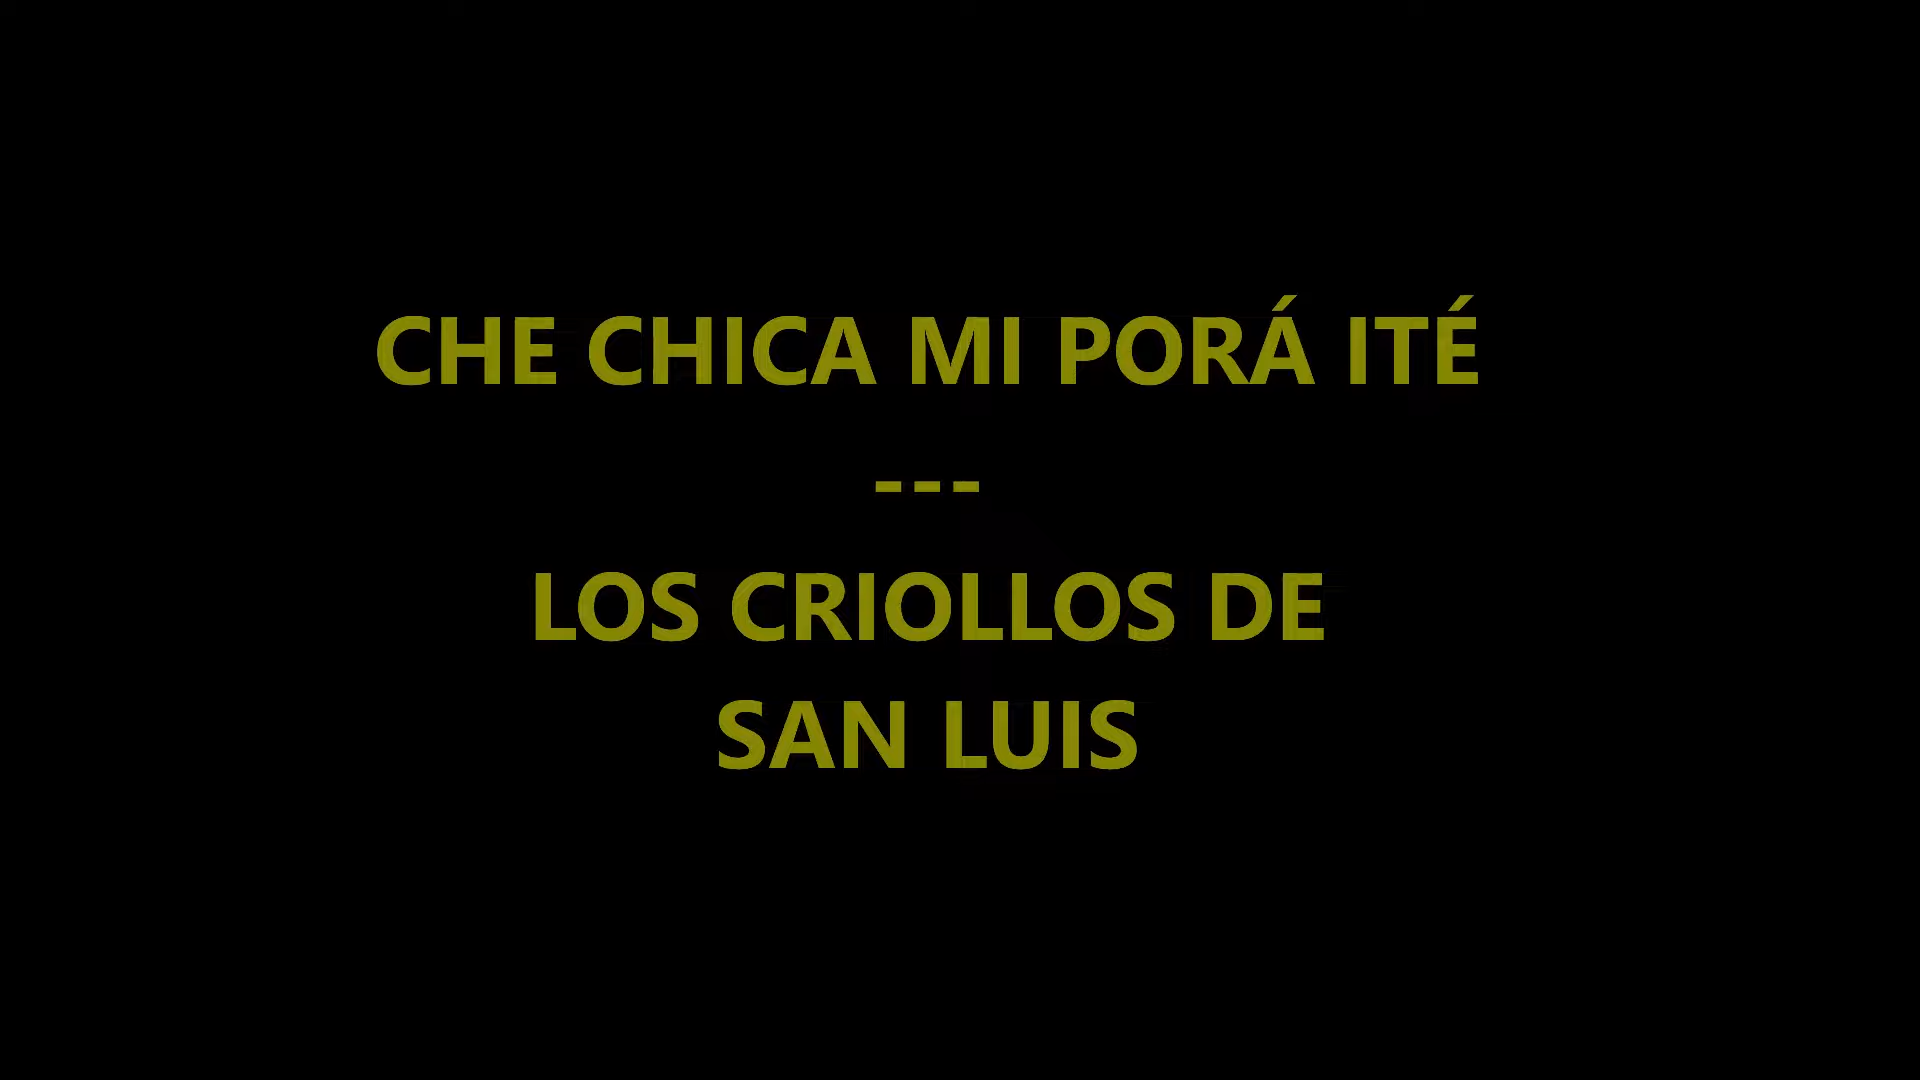 CHE CHICA MI PORÁ ITÉ
---
LOS CRIOLLOS DE
SAN LUIS